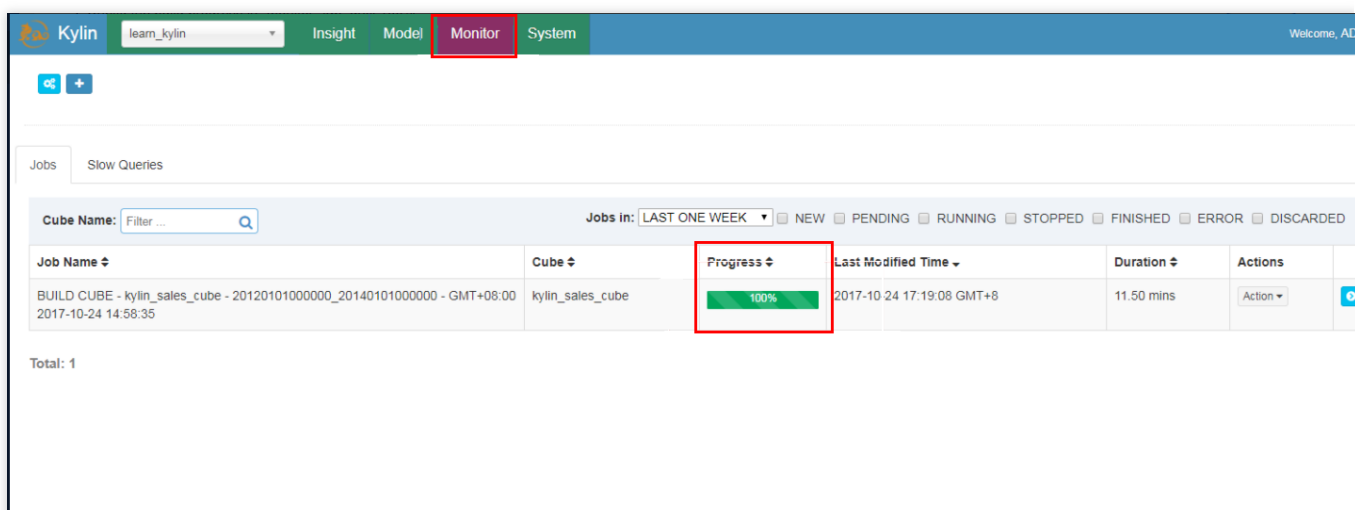 Kylin learn_kylin Insight Model Monitor System Welcome, AD
Jobs Slow Queries
Cube Name: Filter ... Jobs in: LAST ONE WEEK NEW PENDING RUNNING STOPPED FINISHED ERROR DISCARDED
Job Name Cube Progress Last Modified Time Duration Actions
BUILD CUBE - kylin_sales_cube - 20120101000000_20140101000000 - GMT+08:00 kylin_sales_cube 100% 2017-10-24 17:19:08 GMT+8 11.50 mins Action
2017-10-24 14:58:35
Total: 1